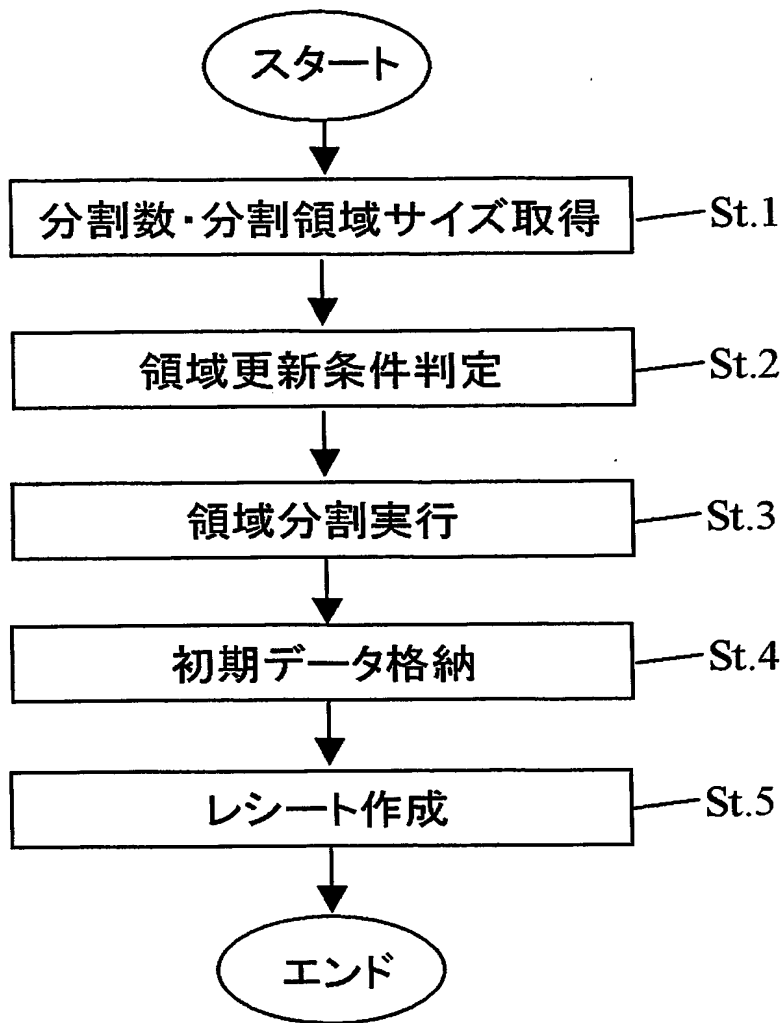 スタート
分割数・分割領域サイズ取得
St.1
領域更新条件判定
St.2
領域分割実行
St.3
初期データ格納
St.4
レシート作成
St.5
エンド